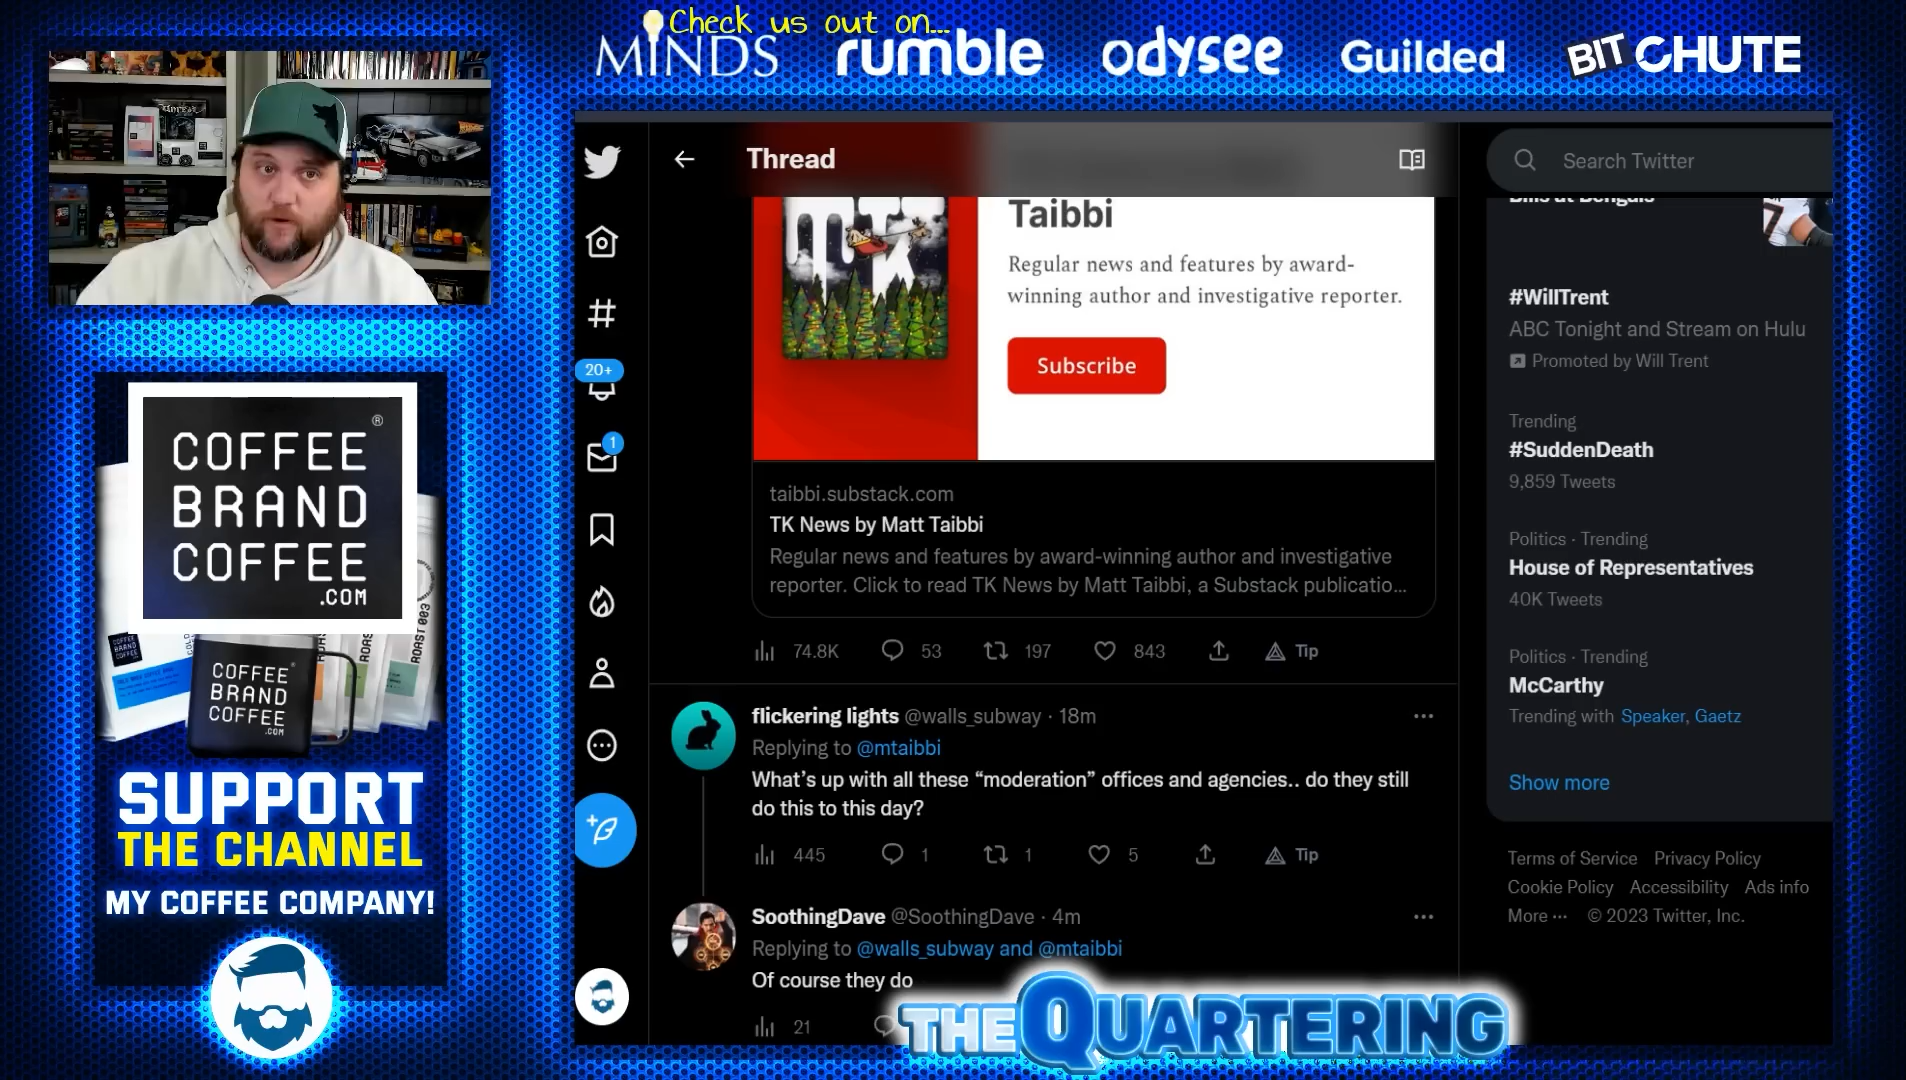 Check us out on...
MINDS
rumble
odysee
Guilded
BITCHUTE
Thread
Search Twitter
Taibbi
Regular news and features by award-
winning author and investigative reporter.
Subscribe
taibbi.substack.com
TK News by Matt Taibbi
Regular news and features by award-winning author and investigative
reporter. Click to read TK News by Matt Taibbi, a Substack publicatio...
74.8K 53 197 843 Tip
flickering lights @walls_subway · 18m
Replying to @mtaibbi
What's up with all these “moderation” offices and agencies.. do they still
do this to this day?
445 1 1 5 Tip
SoothingDave @SoothingDave · 4m
Replying to @walls_subway and @mtaibbi
Of course they do
21
20+
1
Bills at Bengals
7
#WillTrent
ABC Tonight and Stream on Hulu
Promoted by Will Trent
Trending
#SuddenDeath
9,859 Tweets
Politics · Trending
House of Representatives
40K Tweets
Politics · Trending
McCarthy
Trending with Speaker, Gaetz
Show more
Terms of Service Privacy Policy
Cookie Policy Accessibility Ads info
More ··· © 2023 Twitter, Inc.
COFFEE ®
BRAND
COFFEE
.COM
COFFEE
BRAND
COFFEE
.COM
ROAST 003
SUPPORT
THE CHANNEL
MY COFFEE COMPANY!
THE QUARTERING